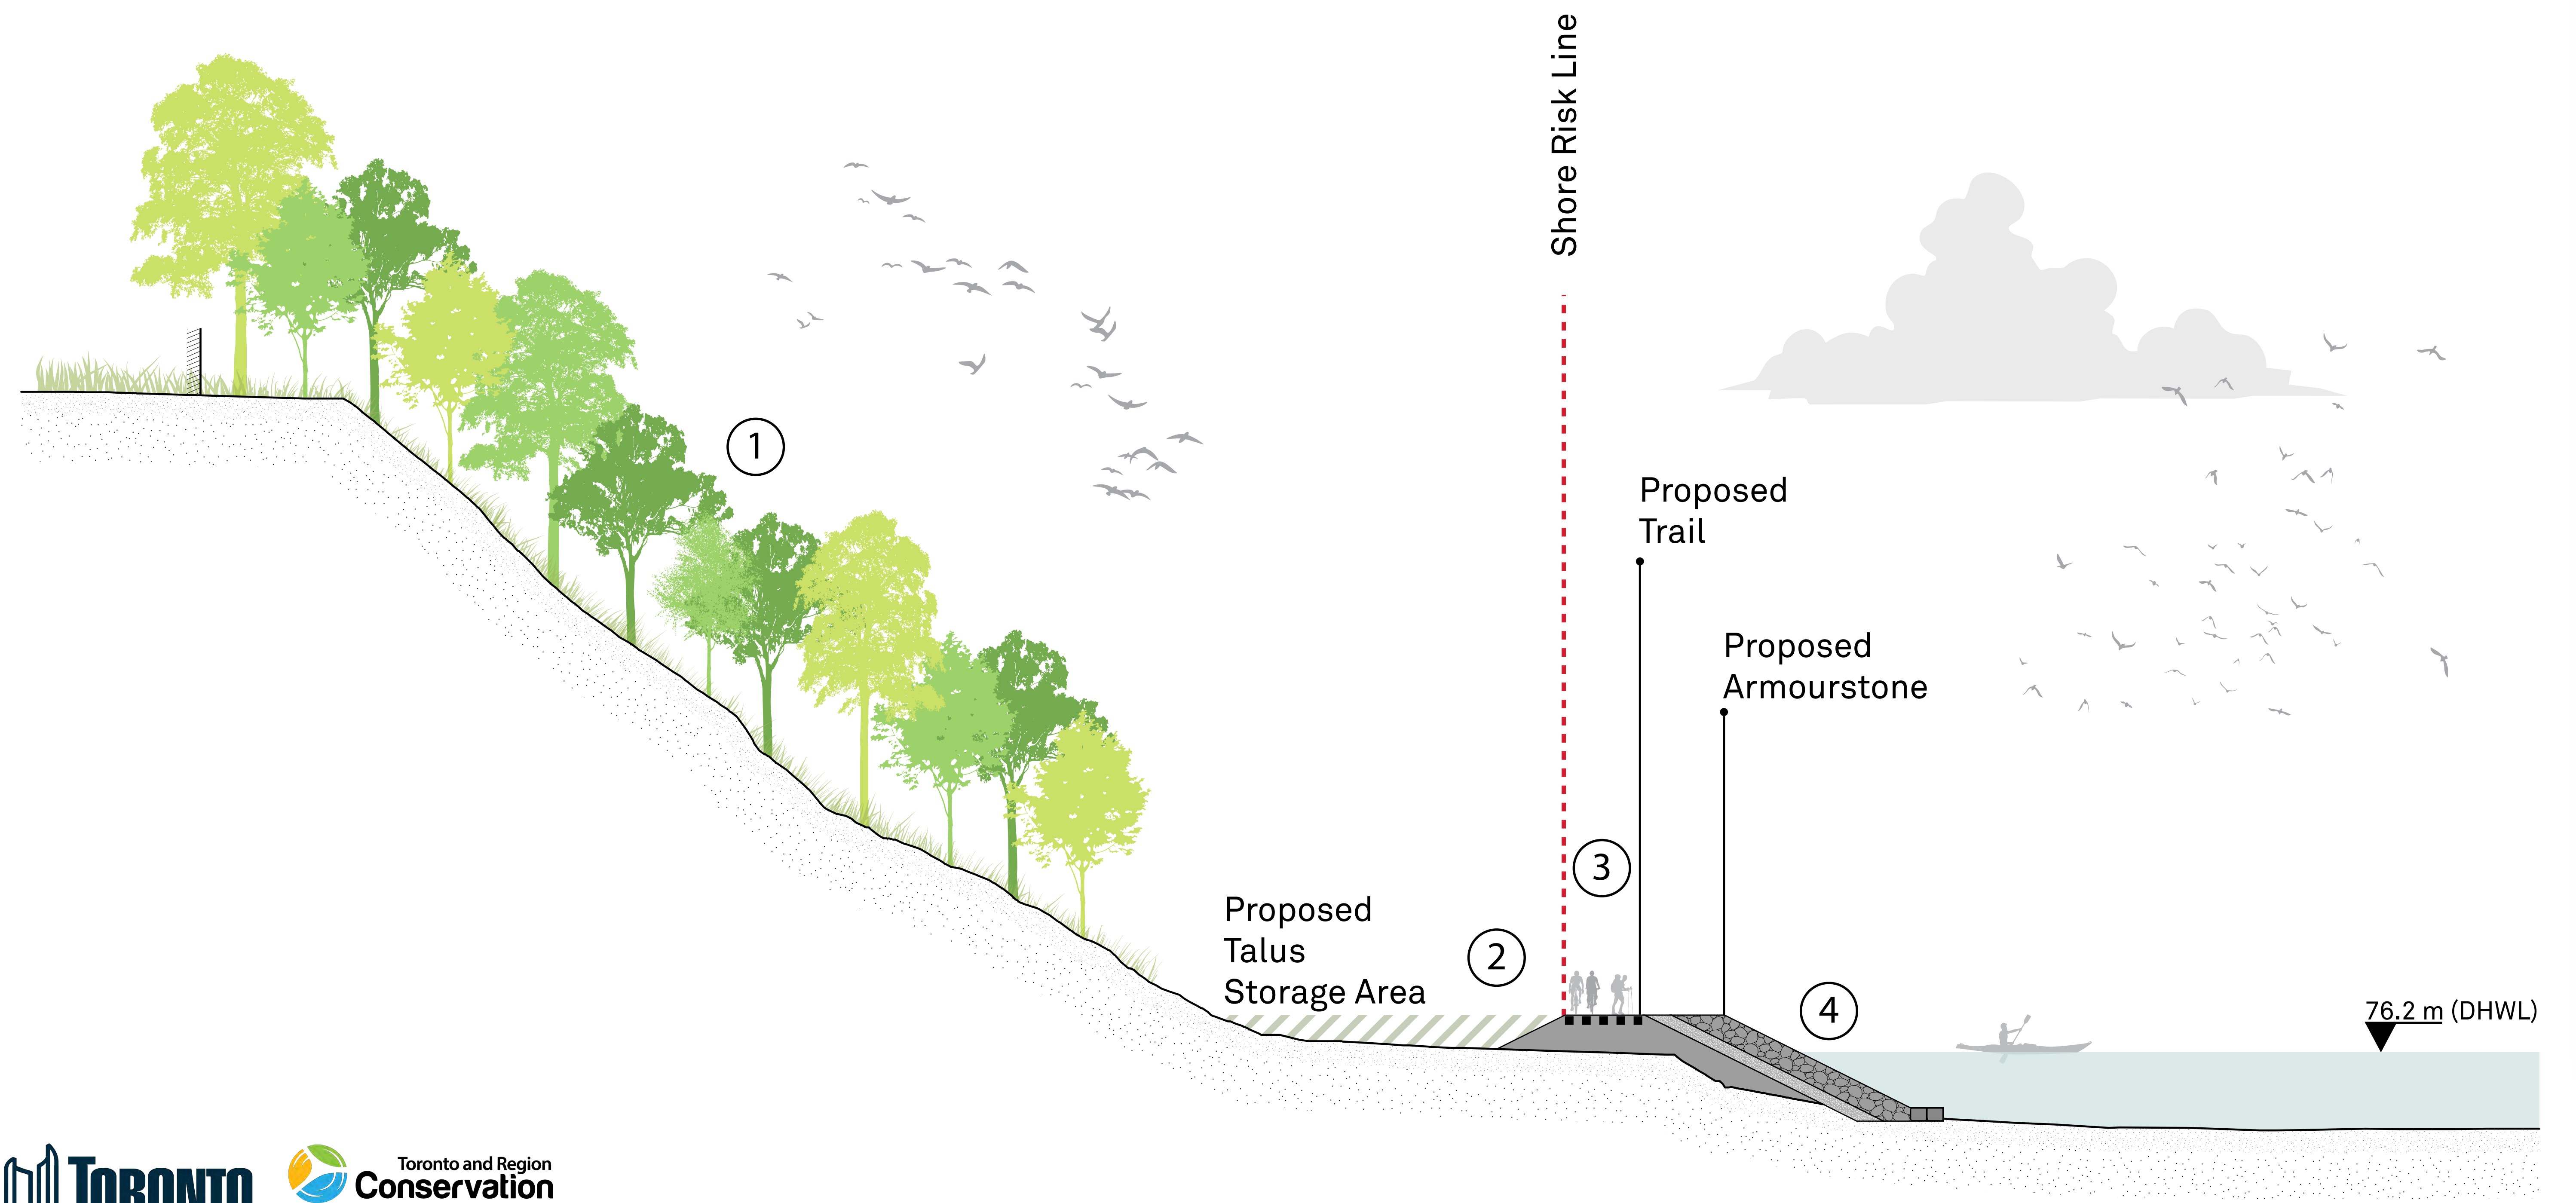 Shore Risk Line
1
Proposed
Trail
Proposed
Armourstone
3
Proposed
Talus
Storage Area
2
4
76.2 m (DHWL)
TORONTO
Toronto and Region
Conservation